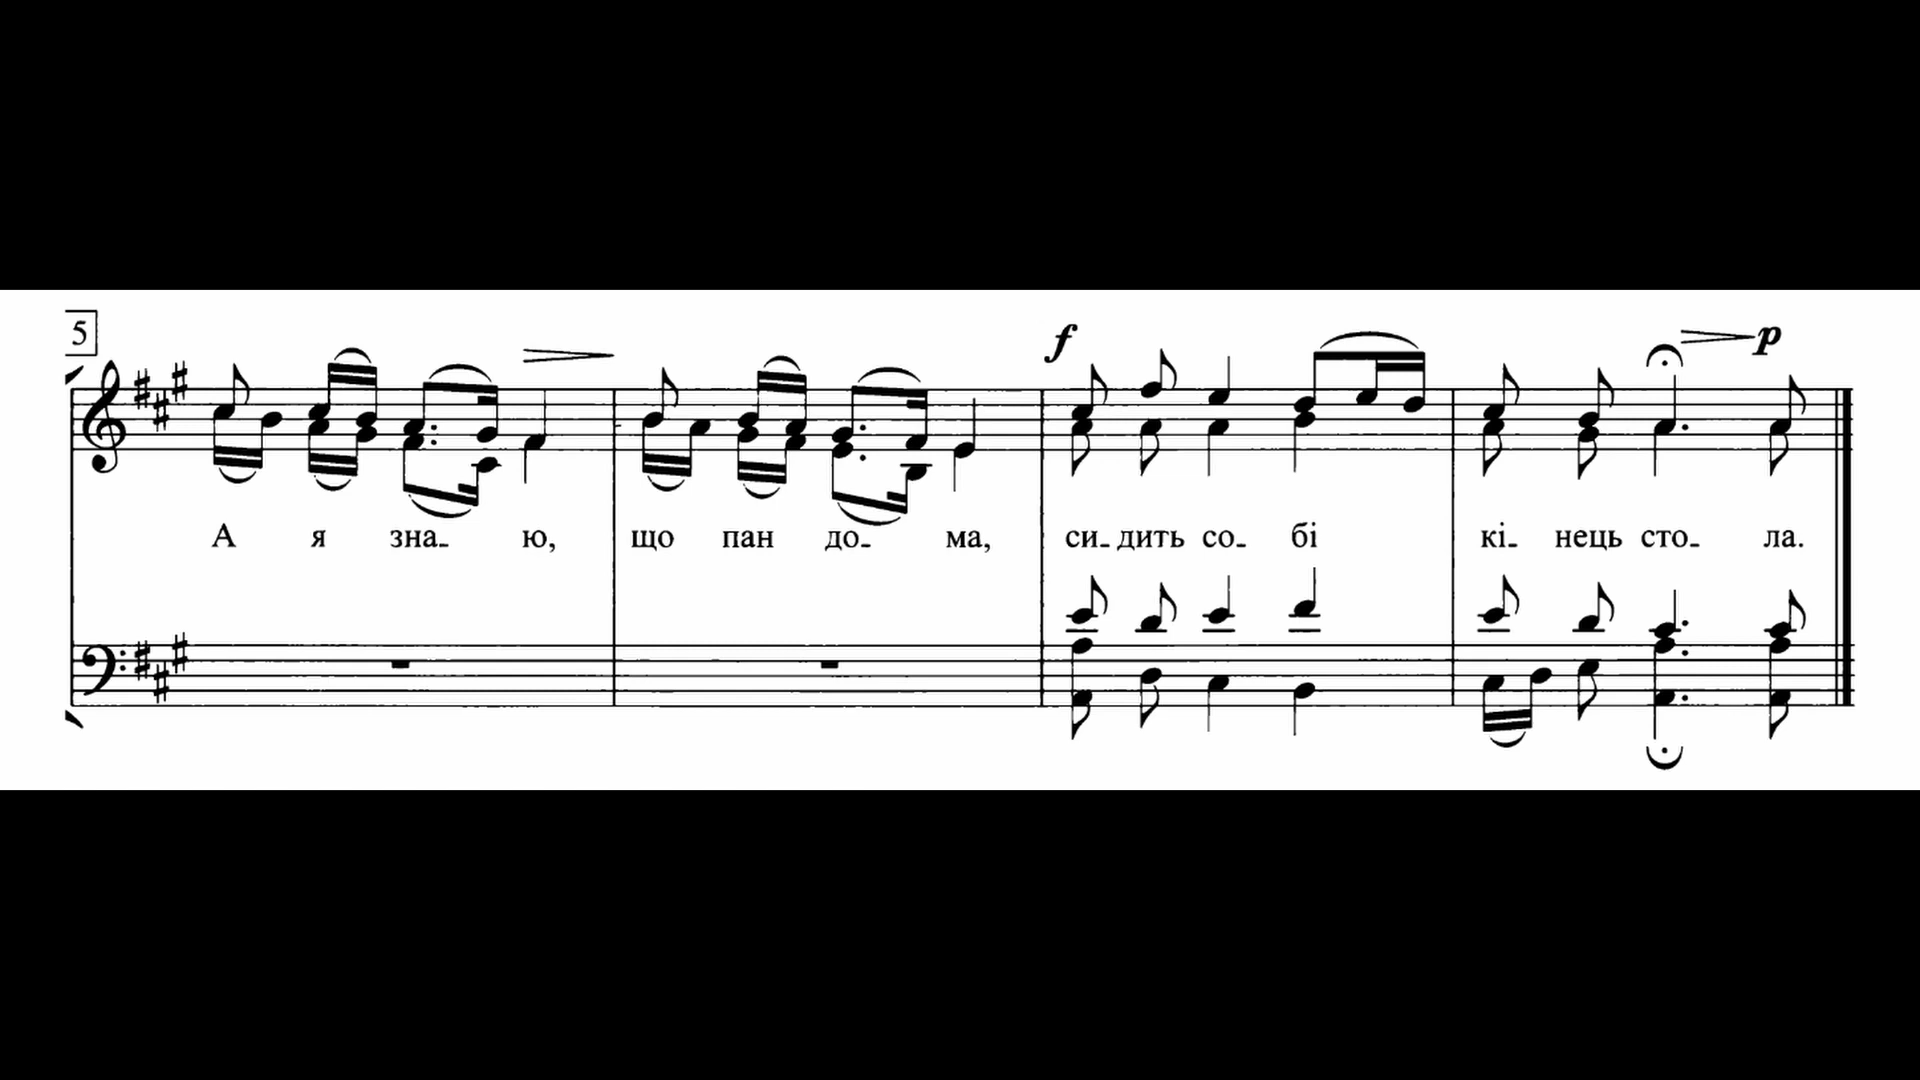 5
f p
А я зна- ю, що пан до- ма, си- дить со- бі кі- нець сто- ла.